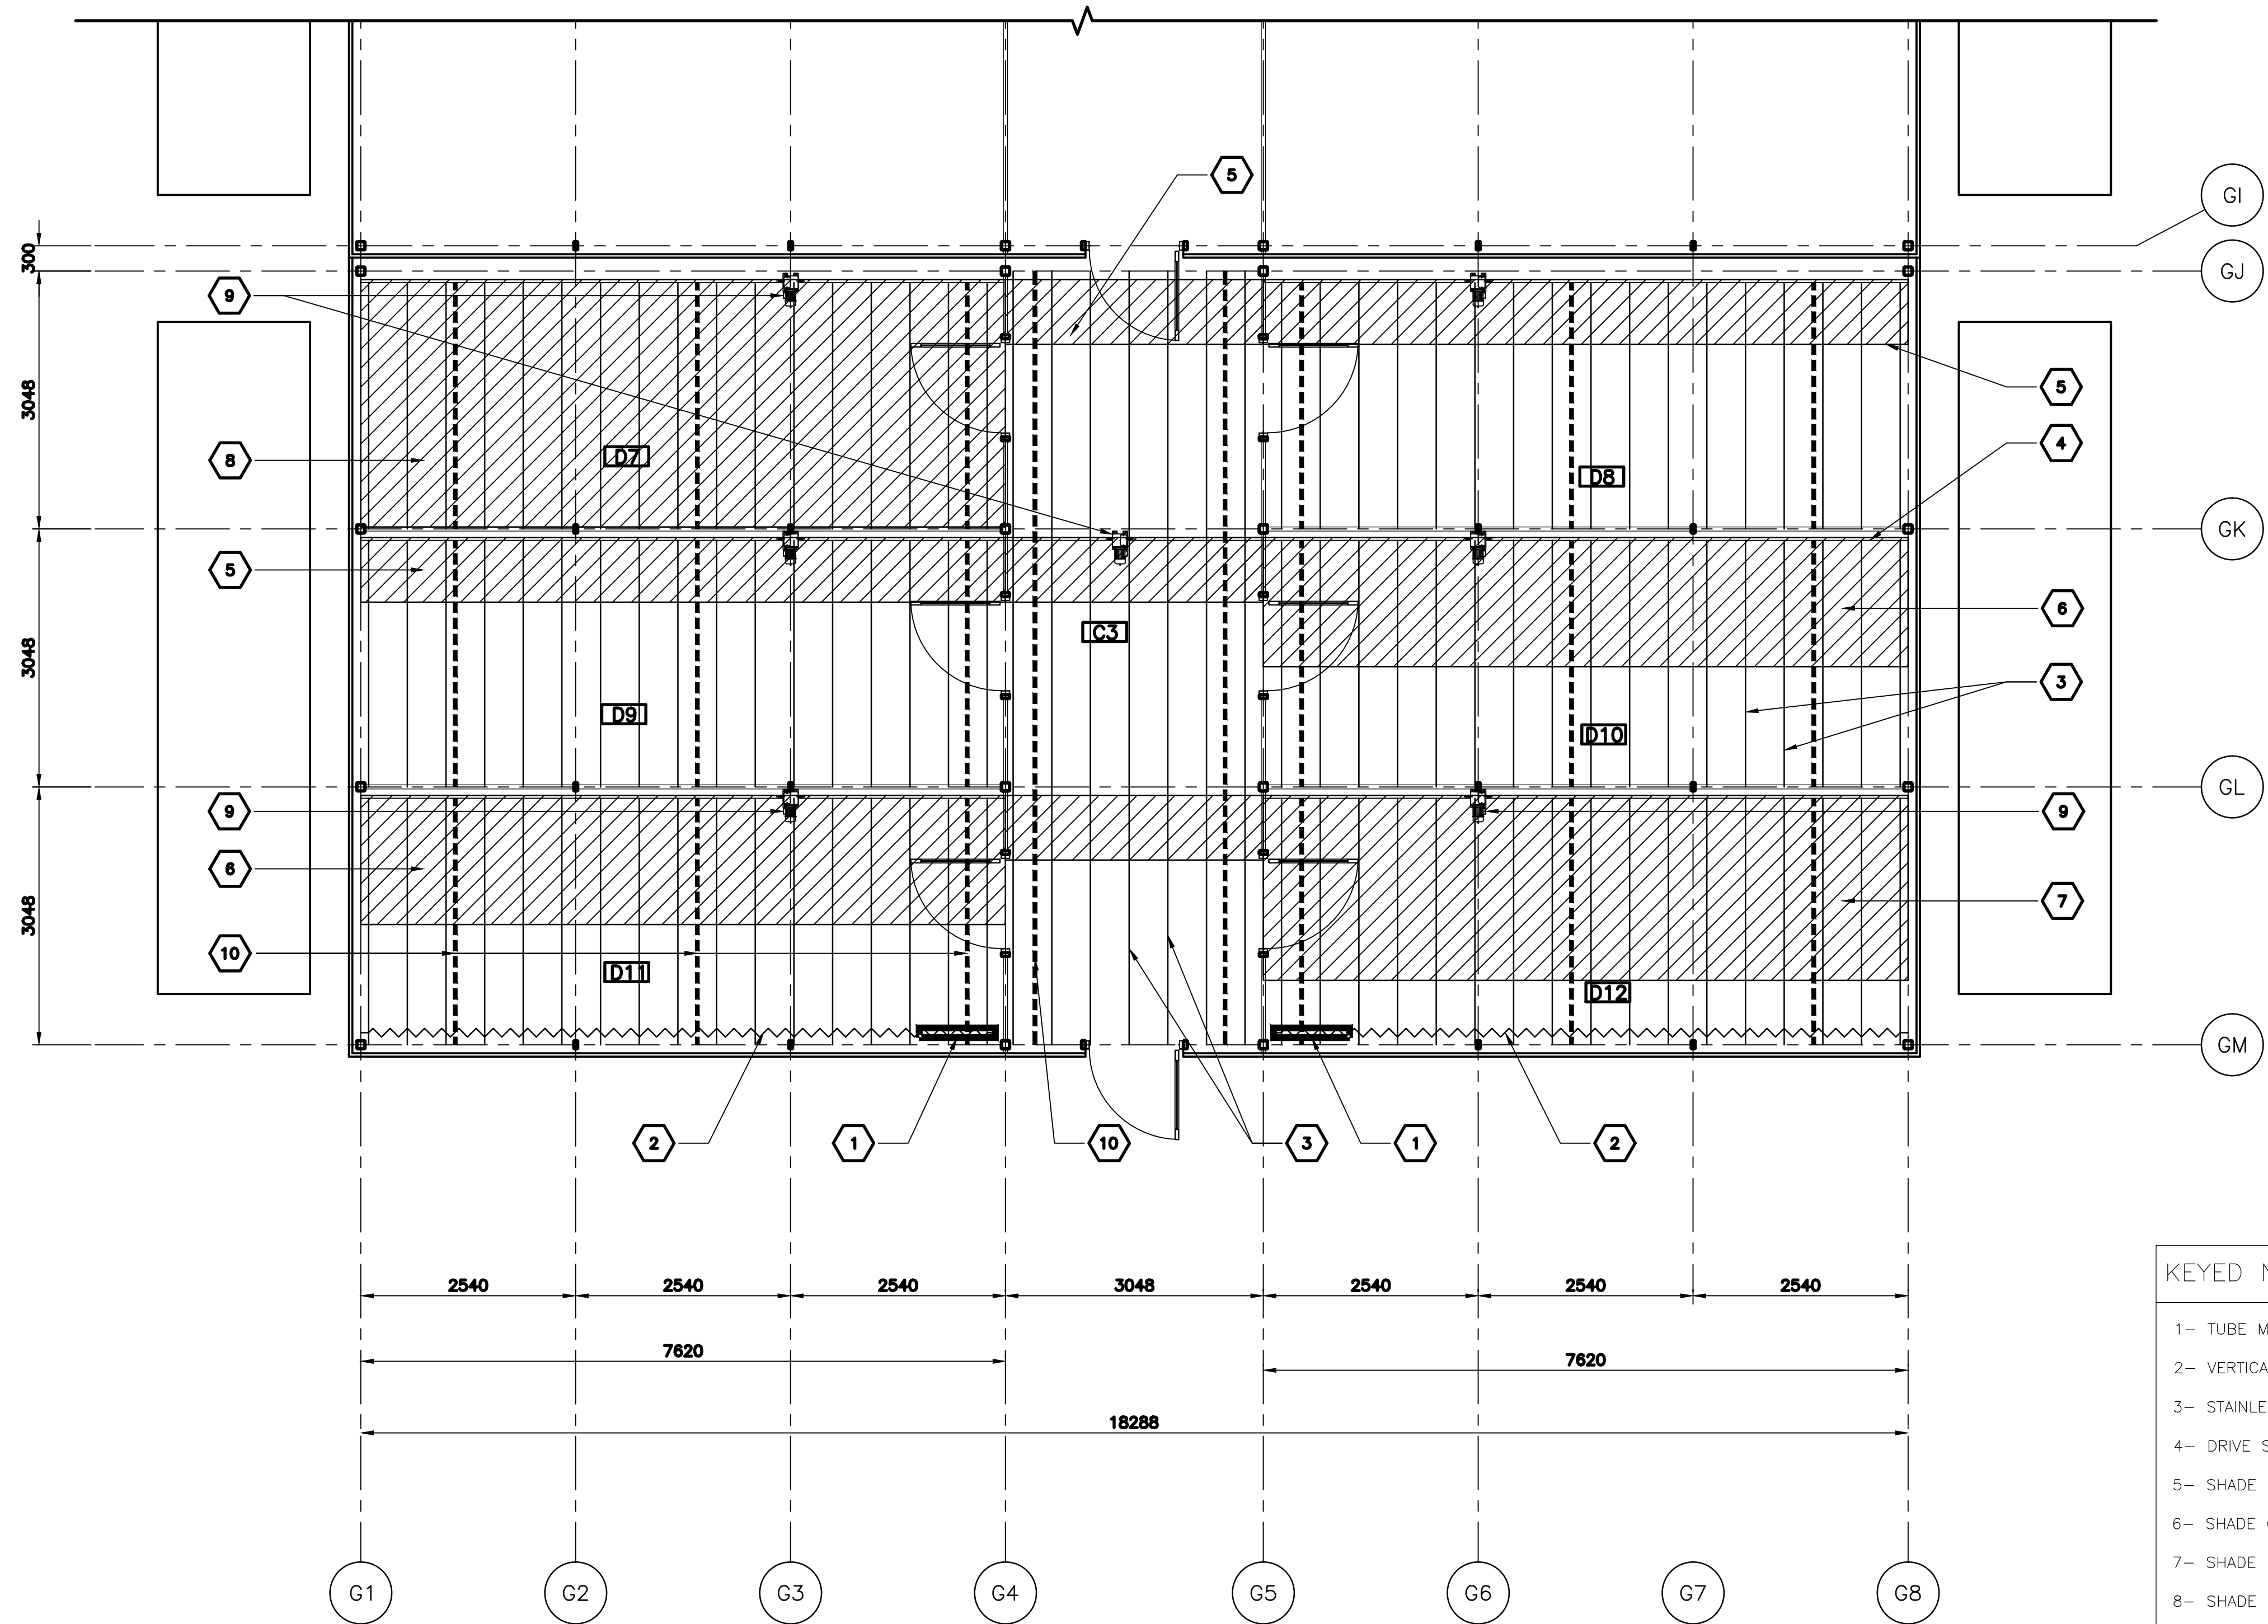 5
GI
300
GJ
9
3048
5
4
8
D7
D8
GK
5
6
C3
3048
3
D9
D10
GL
9
9
6
7
3048
10
D11
D12
GM
2
1
10
3
1
2
2540
2540
2540
3048
2540
2540
2540
7620
7620
18288
KEYED
1- TUBE
2- VERTICA
3- STAINLE
4- DRIVE
5- SHADE
6- SHADE
7- SHADE
8- SHADE
G1
G2
G3
G4
G5
G6
G7
G8